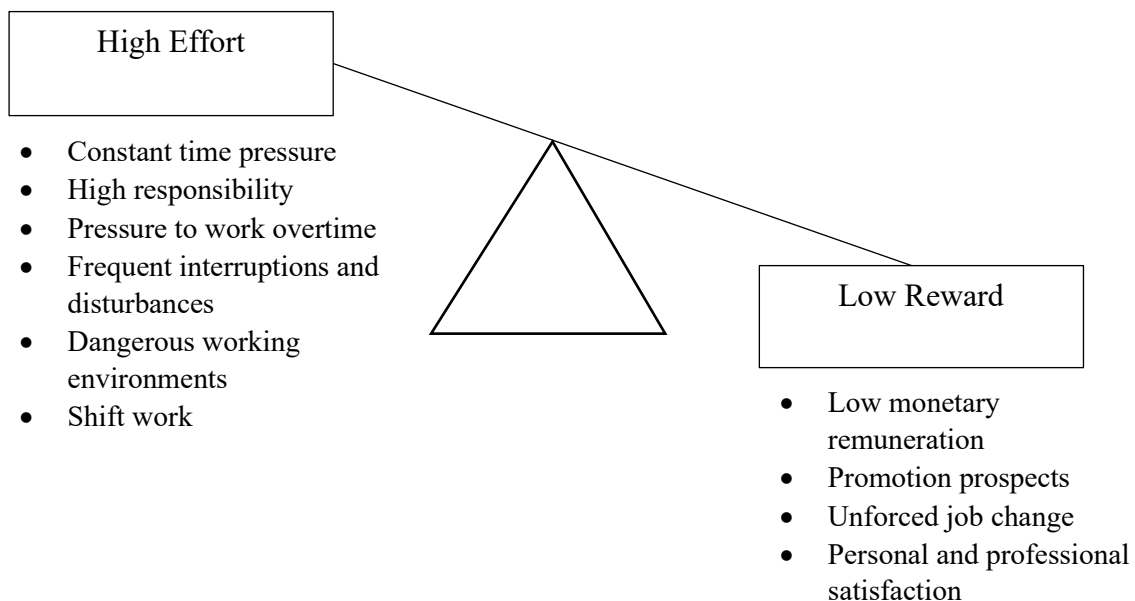 High Effort
• Constant time pressure
• High responsibility
• Pressure to work overtime
• Frequent interruptions and
disturbances
• Dangerous working
environments
• Shift work
Low Reward
• Low monetary
remuneration
• Promotion prospects
• Unforced job change
• Personal and professional
satisfaction